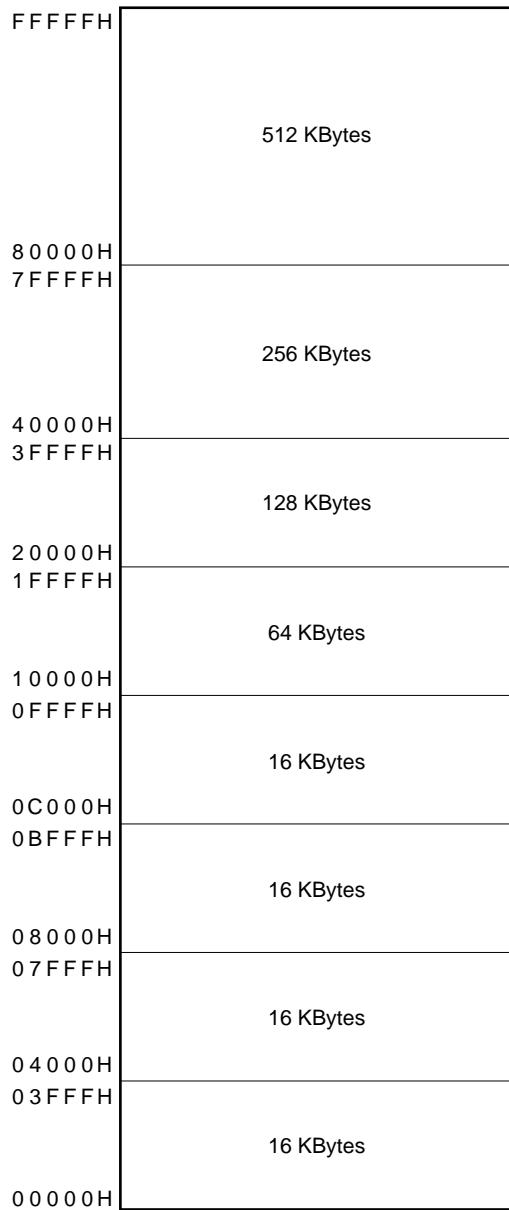 FFFFFH
512 KBytes
80000H
7FFFFH
256 KBytes
40000H
3FFFFH
128 KBytes
20000H
1FFFFH
64 KBytes
10000H
0FFFFH
16 KBytes
0C000H
0BFFFH
16 KBytes
08000H
07FFFH
16 KBytes
04000H
03FFFH
16 KBytes
00000H